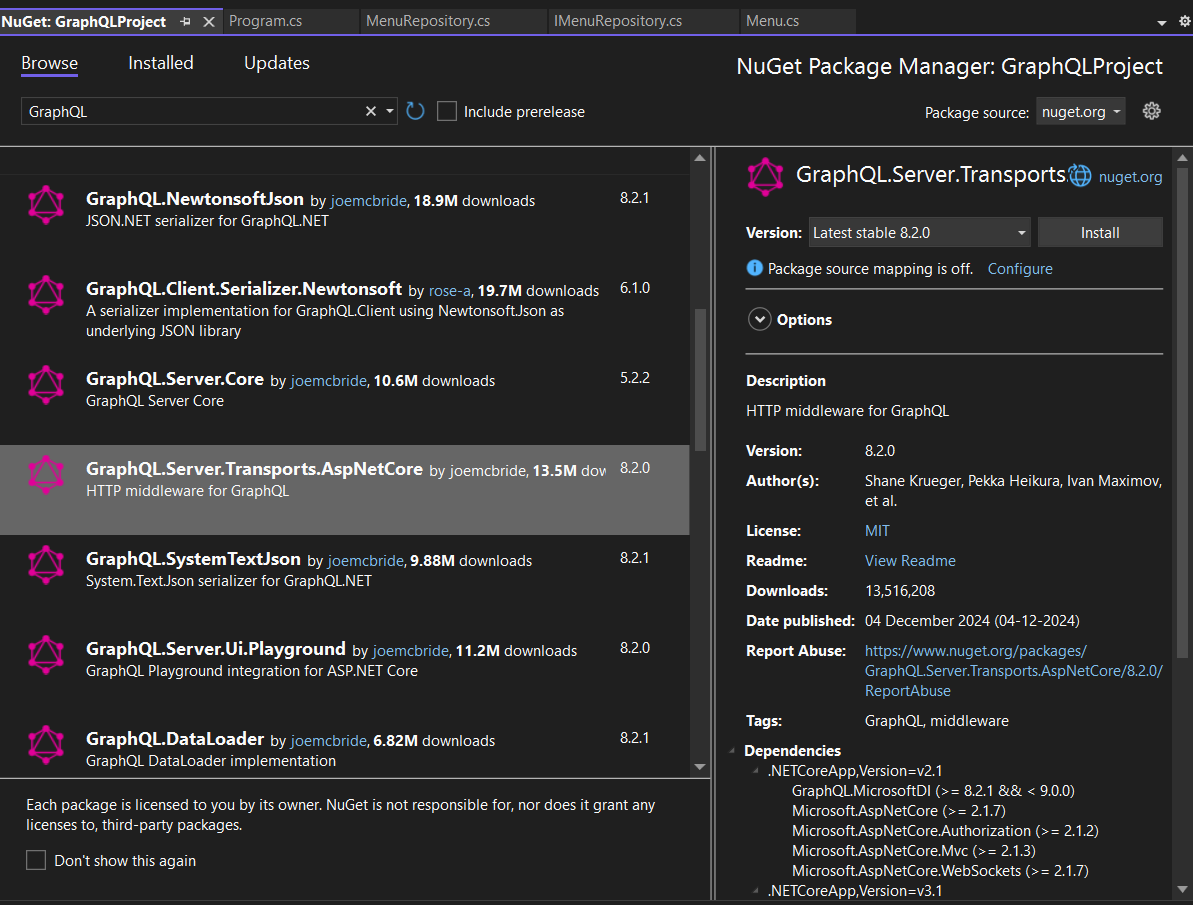 NuGet: GraphQLProject
Program.cs
MenuRepository.cs
IMenuRepository.cs
Menu.cs
Browse
Installed
Updates
NuGet Package Manager: GraphQLProject
GraphQL
Include prerelease
Package source: nuget.org
GraphQL.NewtonsoftJson by joemcbride, 18.9M downloads 8.2.1
JSON.NET serializer for GraphQL.NET
GraphQL.Client.Serializer.Newtonsoft by rose-a, 19.7M downloads 6.1.0
A serializer implementation for GraphQL.Client using NewtonsoftJson as
underlying JSON library
GraphQL.Server.Core by joemcbride, 10.6M downloads 5.2.2
GraphQL Server Core
GraphQL.Server.Transports.AspNetCore by joemcbride, 13.5M dow 8.2.0
HTTP middleware for GraphQL
GraphQL.SystemTextJson by joemcbride, 9.88M downloads 8.2.1
System.TextJson serializer for GraphQL.NET
GraphQL.Server.Ui.Playground by joemcbride, 11.2M downloads 8.2.0
GraphQL Playground integration for ASP.NET Core
GraphQL.DataLoader by joemcbride, 6.82M downloads 8.2.1
GraphQL DataLoader implementation
Each package is licensed to you by its owner. NuGet is not responsible for, nor does it grant any
licenses to, third-party packages.
Don't show this again
GraphQL.Server.Transports. nuget.org
Version: Latest stable 8.2.0 Install
Package source mapping is off. Configure
Options
Description
HTTP middleware for GraphQL
Version: 8.2.0
Author(s): Shane Krueger, Pekka Heikura, Ivan Maximov,
et al.
License: MIT
Readme: View Readme
Downloads: 13,516,208
Date published: 04 December 2024 (04-12-2024)
Report Abuse: https://www.nuget.org/packages/
GraphQL.Server.Transports.AspNetCore/8.2.0/
ReportAbuse
Tags: GraphQL, middleware
Dependencies
.NETCoreApp,Version=v2.1
GraphQL.MicrosoftDI (>= 8.2.1 && < 9.0.0)
Microsoft.AspNetCore (>= 2.1.7)
Microsoft.AspNetCore.Authorization (>= 2.1.2)
Microsoft.AspNetCore.Mvc (>= 2.1.3)
Microsoft.AspNetCore.WebSockets (>= 2.1.7)
.NETCoreApp,Version=v3.1